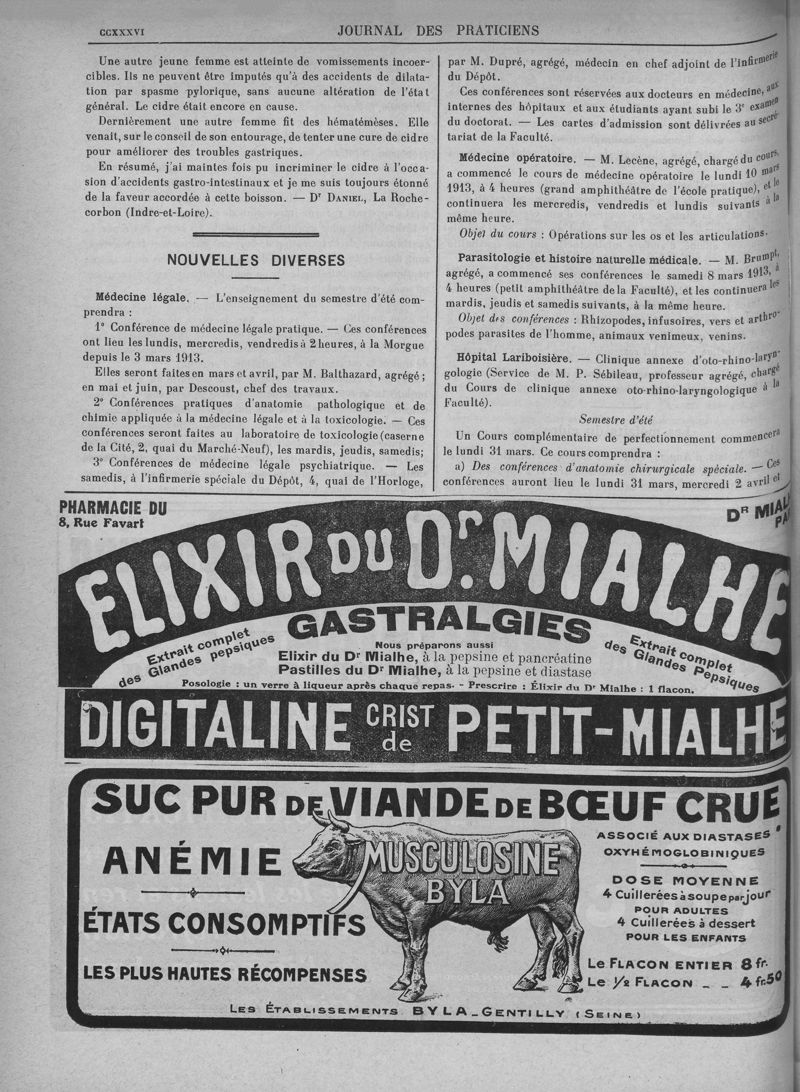 CCXXXVI
JOURNAL DES PRATICIENS
Une autre jeune femme est atteinte de vomissements incoer-
cibles. Ils ne peuvent être imputés qu'à des accidents de dilata-
tion par spasme pylorique, sans aucune altération de l'état
général. Le cidre était encore en cause.
Dernièrement une autre femme fit des hématémèses. Elle
venait, sur le conseil de son entourage, de tenter une cure de cidre
pour améliorer des troubles gastriques.
En résumé, j'ai maintes fois pu incriminer le cidre à l'occa-
sion d'accidents gastro-intestinaux et je me suis toujours étonné
de la faveur accordée à cette boisson. — Dr DANIEL, La Roche-
corbon (Indre-et-Loire).
NOUVELLES DIVERSES
Médecine légale. — L'enseignement du semestre d'été com-
prendra :
1° Conférence de médecine légale pratique. — Ces conférences
ont lieu les lundis, mercredis, vendredis à 2 heures, à la Morgue
depuis le 3 mars 1913.
Elles seront faites en mars et avril, par M. Balthazard, agrégé ;
en mai et juin, par Descoust, chef des travaux.
2° Conférences pratiques d'anatomie pathologique et de
chimie appliquée à la médecine légale et à la toxicologie. — Ces
conférences seront faites au laboratoire de toxicologie (caserne
de la Cité, 2, quai du Marché-Neuf), les mardis, jeudis, samedis;
3° Conférences de médecine légale psychiatrique. — Les
samedis, à l'infirmerie spéciale du Dépôt, 4, quai de l'Horloge,
par M. Dupré, agrégé, médecin en chef adjoint de l'infirmerie
du Dépôt.
Ces conférences sont réservées aux docteurs en médecine, aux
internes des hôpitaux et aux étudiants ayant subi le 3e examen
du doctorat. — Les cartes d'admission sont délivrées au secré-
tariat de la Faculté.
Médecine opératoire. — M. Lecène, agrégé, chargé du cours,
a commencé le cours de médecine opératoire le lundi 10 mars
1913, à 4 heures (grand amphithéâtre de l'école pratique), et le
continuera les mercredis, vendredis et lundis suivants à la
même heure.
Objet du cours : Opérations sur les os et les articulations.
Parasitologie et histoire naturelle médicale. — M. Brumpt,
agrégé, a commencé ses conférences le samedi 8 mars 1913, à
4 heures (petit amphithéâtre de la Faculté), et les continuera les
mardis, jeudis et samedis suivants, à la même heure.
Objet des conférences : Rhizopodes, infusoires, vers et arthro-
podes parasites de l'homme, animaux venimeux, venins.
Hôpital Lariboisière. — Clinique annexe d'oto-rhino-laryn-
gologie (Service de M. P. Sébileau, professeur agrégé, chargé
du Cours de clinique annexe oto-rhino-laryngologique à la
Faculté).
Semestre d'été
Un Cours complémentaire de perfectionnement commencera
le lundi 31 mars. Ce cours comprendra :
a) Des conférences d'anatomie chirurgicale spéciale. — Ces
conférences auront lieu le lundi 31 mars, mercredi 2 avril et
PHARMACIE DU
8, Rue Favart
DR MIAL
PA
ELIXIR DU Dr. MIALHE
GASTRALGIES
Extrait complet
des Glandes pepsiques
Nous préparons aussi
Elixir du Dr Mialhe, à la pepsine et pancréatine
Pastilles du Dr Mialhe, à la pepsine et diastase
Extrait complet
des Glandes Pepsiques
Posologie : un verre à liqueur après chaque repas. - Prescrire : Élixir du Dr Mialhe : 1 flacon.
DIGITALINE CRIST de PETIT-MIALHE
SUC PUR DE VIANDE DE BŒUF CRUE
ANÉMIE
ÉTATS CONSOMPTIFS
LES PLUS HAUTES RÉCOMPENSES
MUSCULOSINE
BYLA
ASSOCIÉ AUX DIASTASES
OXYHÉMOGLOBINIQUES
DOSE MOYENNE
4 Cuillerées à soupe par jour
POUR ADULTES
4 Cuillerées à dessert
POUR LES ENFANTS
LE FLACON ENTIER 8 fr.
LE 1/2 FLACON _ _ 4 fr.50
LES ÉTABLISSEMENTS BYLA_GENTILLY (SEINE)